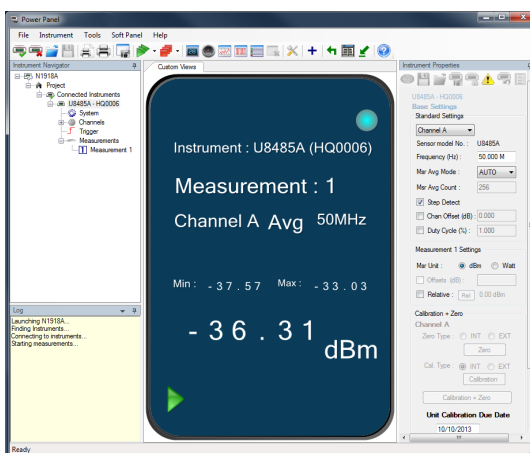 Power Panel
File Instrument Tools Soft Panel Help
Instrument Navigator
N1918A
Project
Connected Instruments
U8485A - HQ0006
System
Channels
Trigger
Measurements
Measurement 1
Log
Launching N1918A...
Finding Instruments...
Connecting to instruments...
Starting measurements...
Custom Views
Instrument : U8485A (HQ0006)
Measurement : 1
Channel A Avg 50MHz
Min : -37.57 Max : -33.03
-36.31 dBm
Instrument Properties
U8485A - HQ0006
Base Settings
Standard Settings
Channel A
Sensor model No. : U8485A
Frequency (Hz) : 50.000 M
Msr Avg Mode : AUTO
Msr Avg Count : 256
Step Detect
Chan Offset (dB) : 0.000
Duty Cycle (%) : 1.000
Measurement 1 Settings
Msr Unit : dBm Watt
Offsets (dB) :
Relative : Rel 0.00 dBm
Calibration + Zero
Channel A
Zero Type : INT EXT
Zero
Cal. Type : INT EXT
Calibration
Calibration + Zero
Unit Calibration Due Date
10/10/2013
Ready